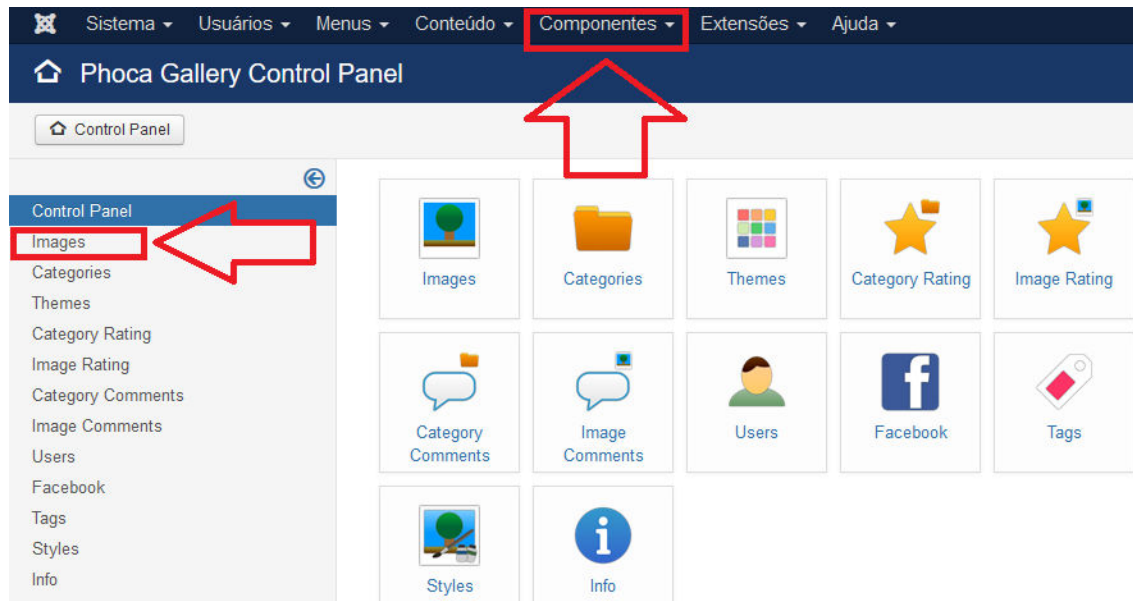 Sistema Usuários Menus Conteúdo Componentes Extensões Ajuda
Phoca Gallery Control Panel
Control Panel
Control Panel
Images
Categories
Themes
Category Rating
Image Rating
Category Comments
Image Comments
Users
Facebook
Tags
Styles
Info
Images Categories Themes Category Rating Image Rating
Category Comments
Image Comments
Users Facebook Tags
Styles Info